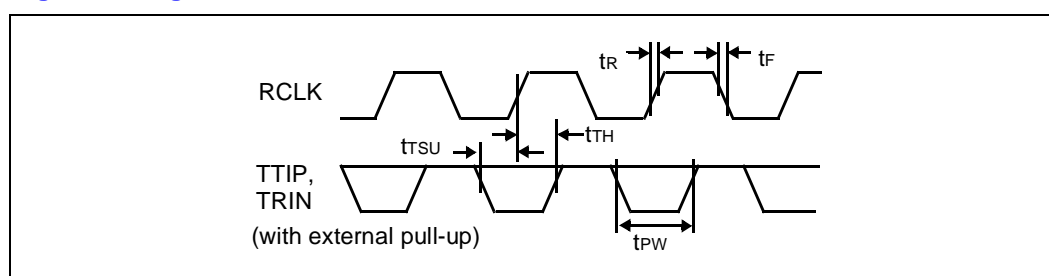 tR
tF
RCLK
tTSU
tTH
TTIP,
TRIN
(with external pull-up)
tPW